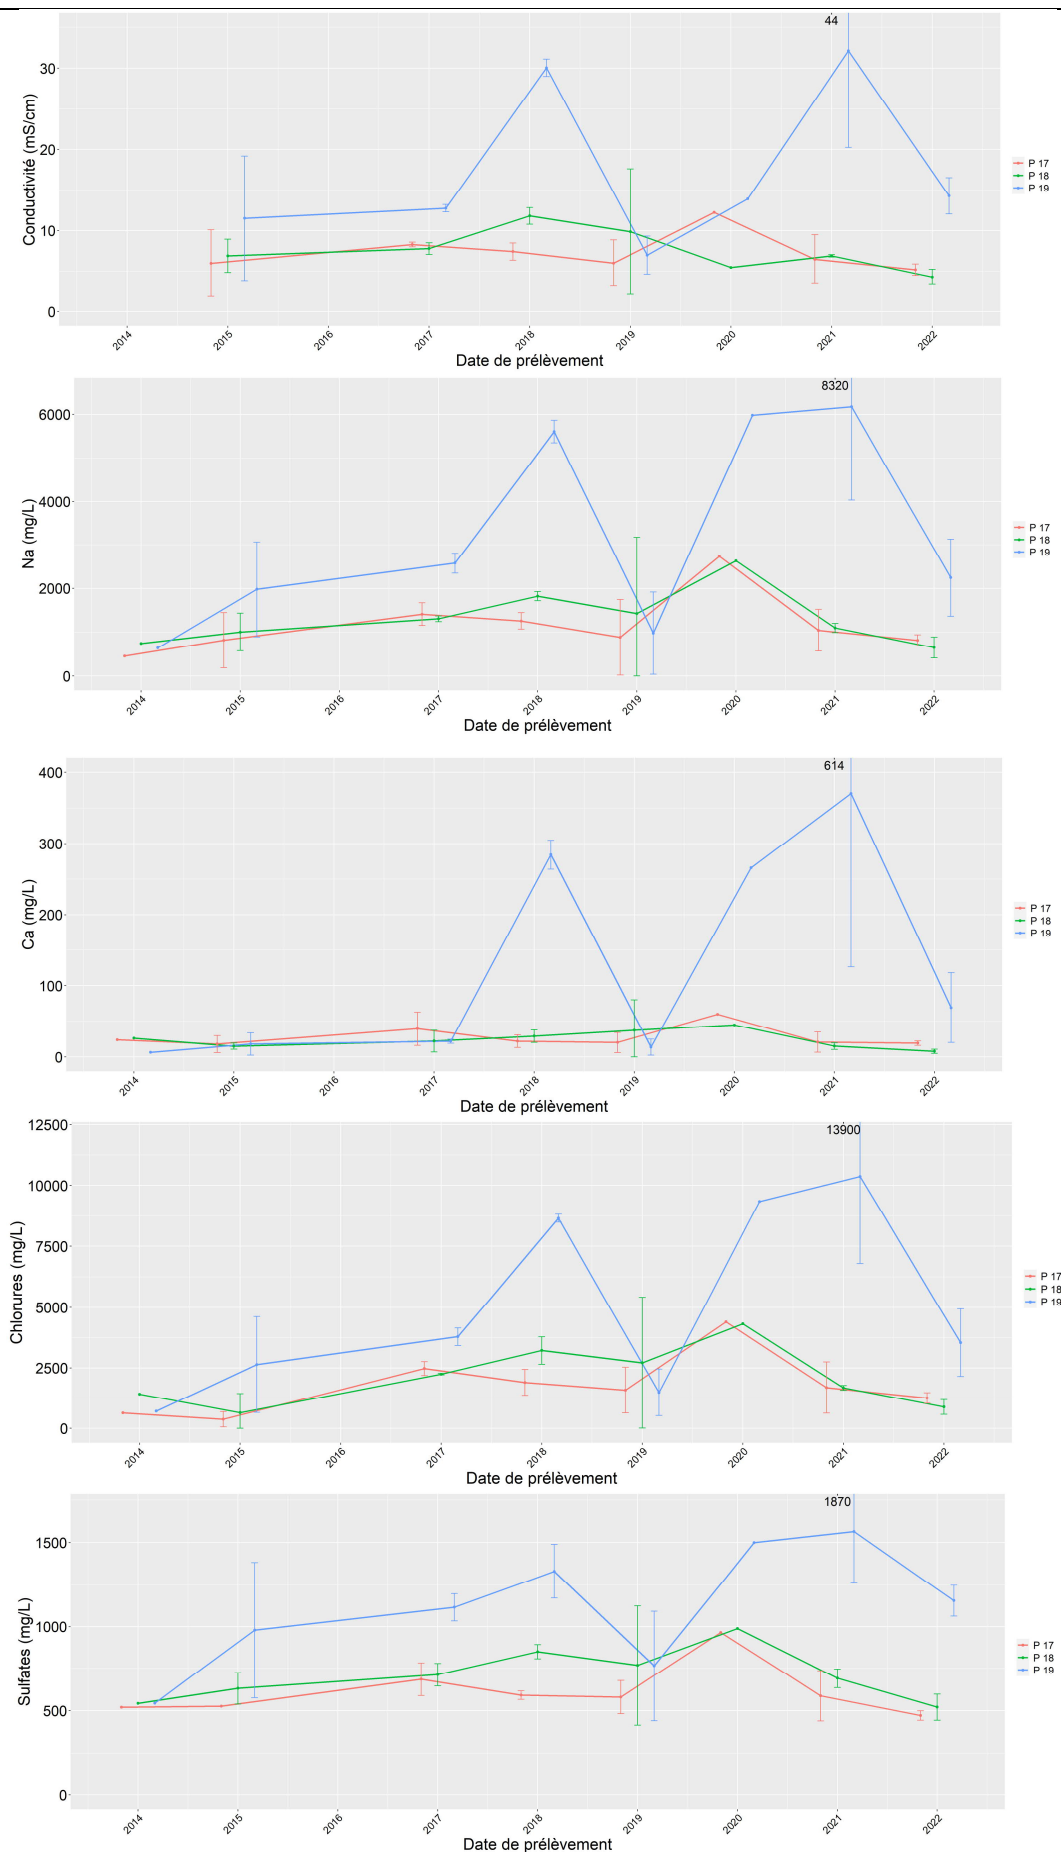 44
Conductivité (mS/cm)
30
20
10
0
P 17
P 18
P 19
2014
2015
2016
2017
2018
2019
2020
2021
2022
Date de prélèvement
8320
Na (mg/L)
6000
4000
2000
0
P 17
P 18
P 19
2014
2015
2016
2017
2018
2019
2020
2021
2022
Date de prélèvement
614
Ca (mg/L)
400
300
200
100
0
P 17
P 18
P 19
2014
2015
2016
2017
2018
2019
2020
2021
2022
Date de prélèvement
13900
Chlorures (mg/L)
12500
10000
7500
5000
2500
0
P 17
P 18
P 19
2014
2015
2016
2017
2018
2019
2020
2021
2022
Date de prélèvement
1870
Sulfates (mg/L)
1500
1000
500
0
P 17
P 18
P 19
2014
2015
2016
2017
2018
2019
2020
2021
2022
Date de prélèvement